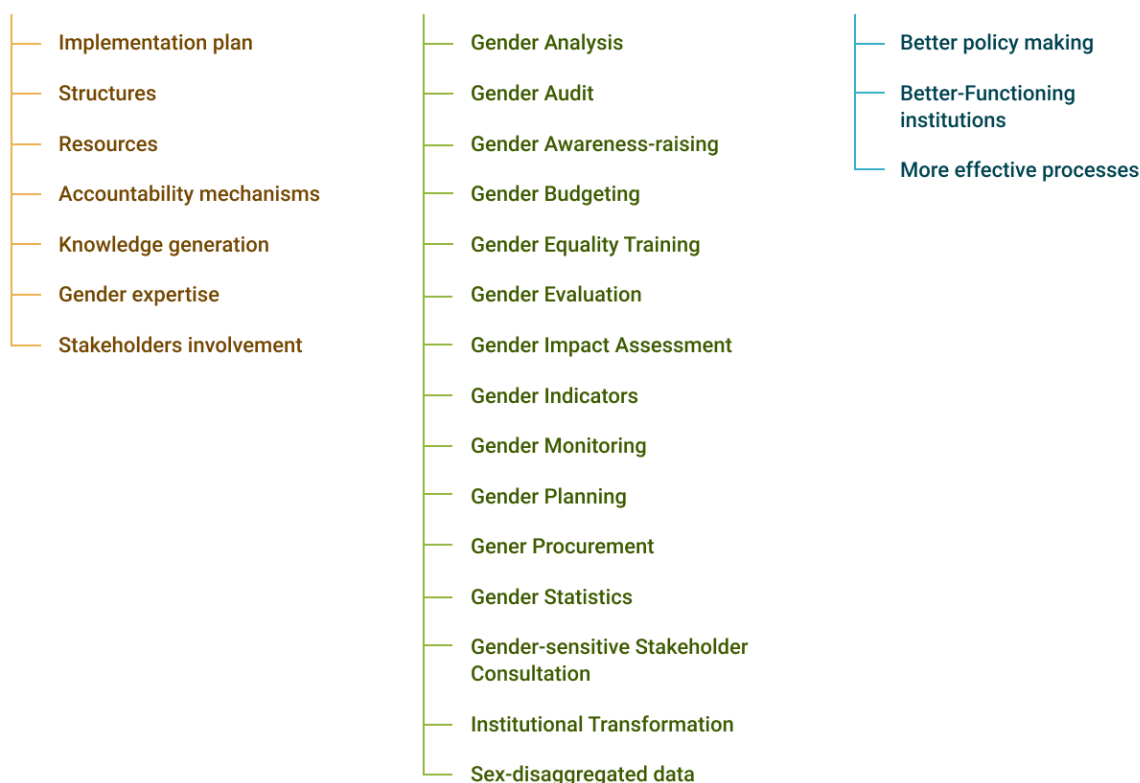 Implementation plan
Structures
Resources
Accountability mechanisms
Knowledge generation
Gender expertise
Stakeholders involvement
Gender Analysis
Gender Audit
Gender Awareness-raising
Gender Budgeting
Gender Equality Training
Gender Evaluation
Gender Impact Assessment
Gender Indicators
Gender Monitoring
Gender Planning
Gener Procurement
Gender Statistics
Gender-sensitive Stakeholder
Consultation
Institutional Transformation
Sex-disaggregated data
Better policy making
Better-Functioning
institutions
More effective processes